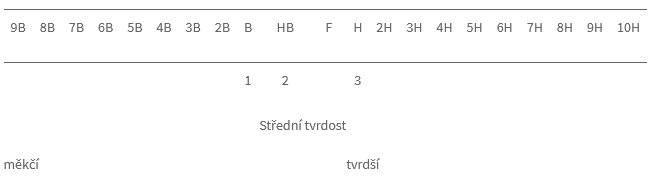 9B 8B 7B 6B 5B 4B 3B 2B B HB F H 2H 3H 4H 5H 6H 7H 8H 9H 10H
1 2 3
Střední tvrdost
měkčí tvrdší